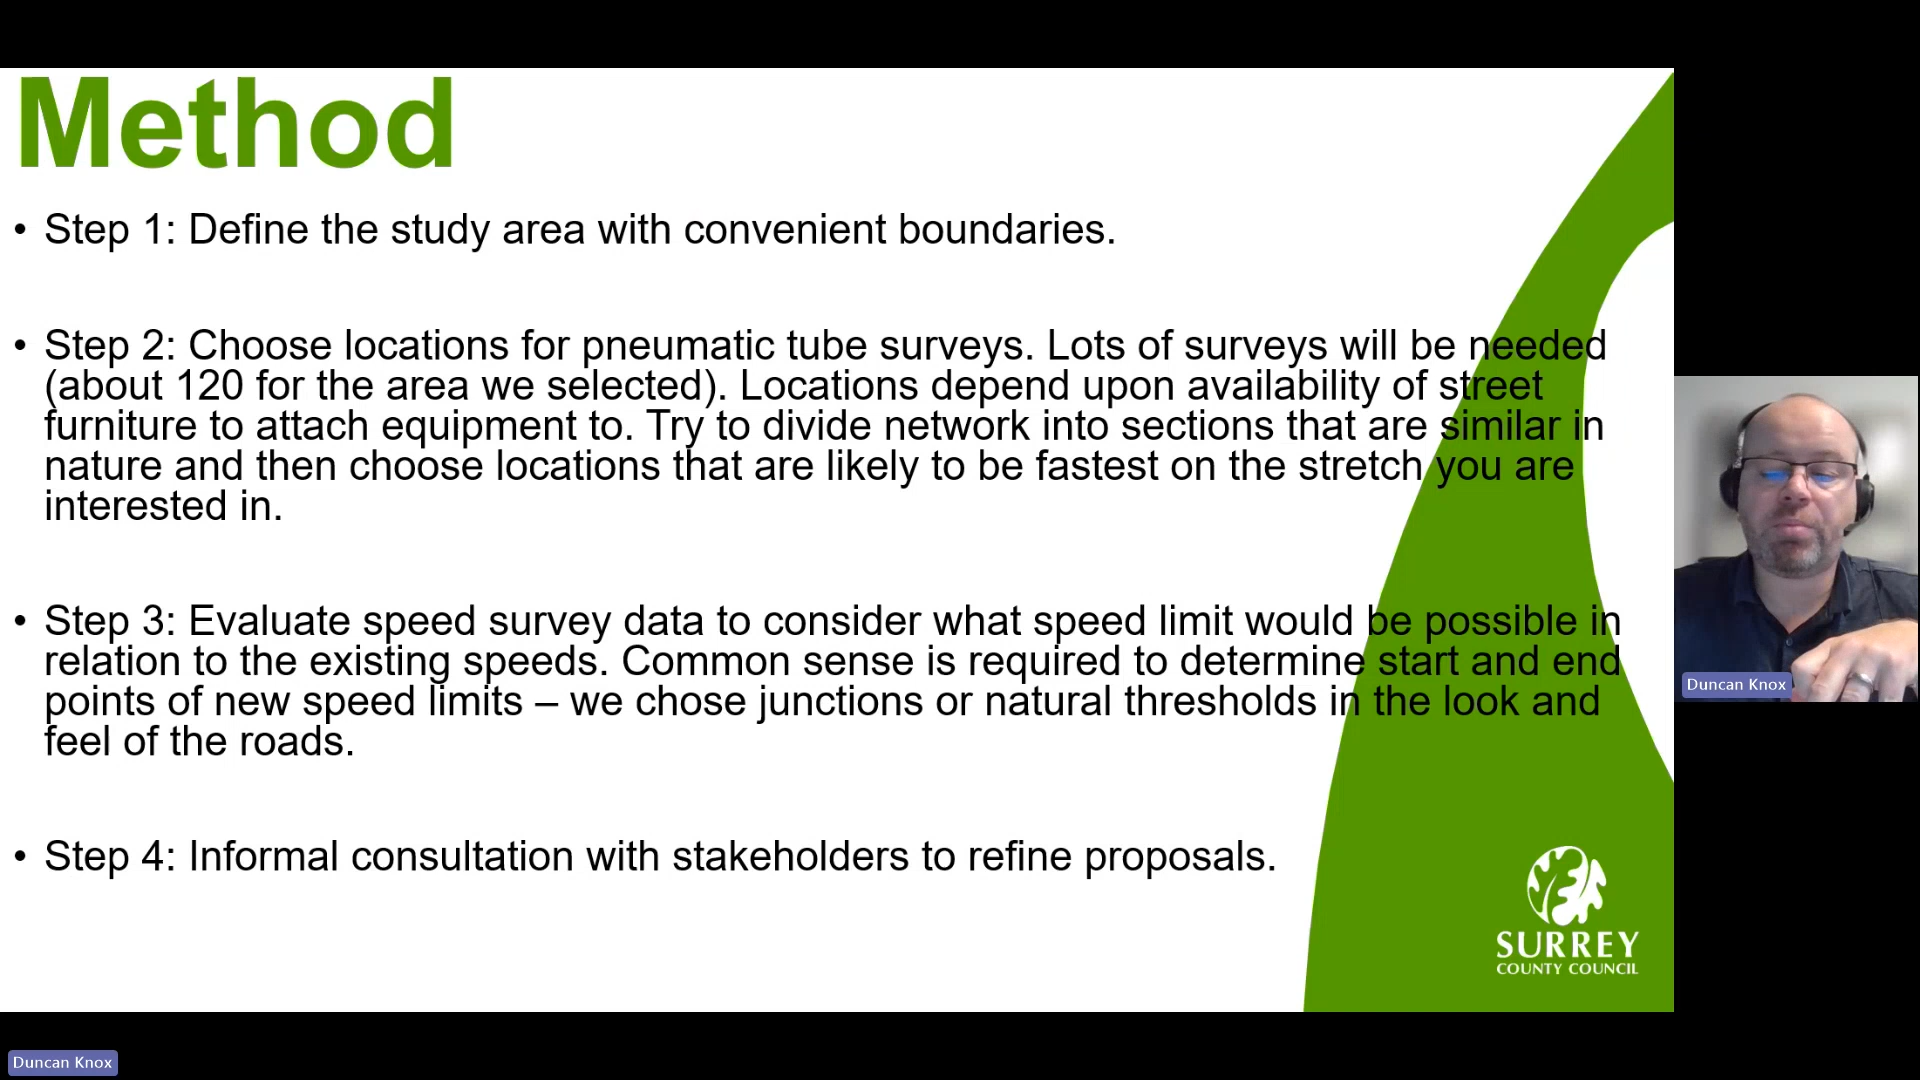 Method
• Step 1: Define the study area with convenient boundaries.
• Step 2: Choose locations for pneumatic tube surveys. Lots of surveys will be needed
(about 120 for the area we selected). Locations depend upon availability of street
furniture to attach equipment to. Try to divide network into sections that are similar in
nature and then choose locations that are likely to be fastest on the stretch you are
interested in.
• Step 3: Evaluate speed survey data to consider what speed limit would be possible in
relation to the existing speeds. Common sense is required to determine start and end
points of new speed limits – we chose junctions or natural thresholds in the look and
feel of the roads.
• Step 4: Informal consultation with stakeholders to refine proposals.
SURREY
COUNTY COUNCIL
Duncan Knox
Duncan Knox